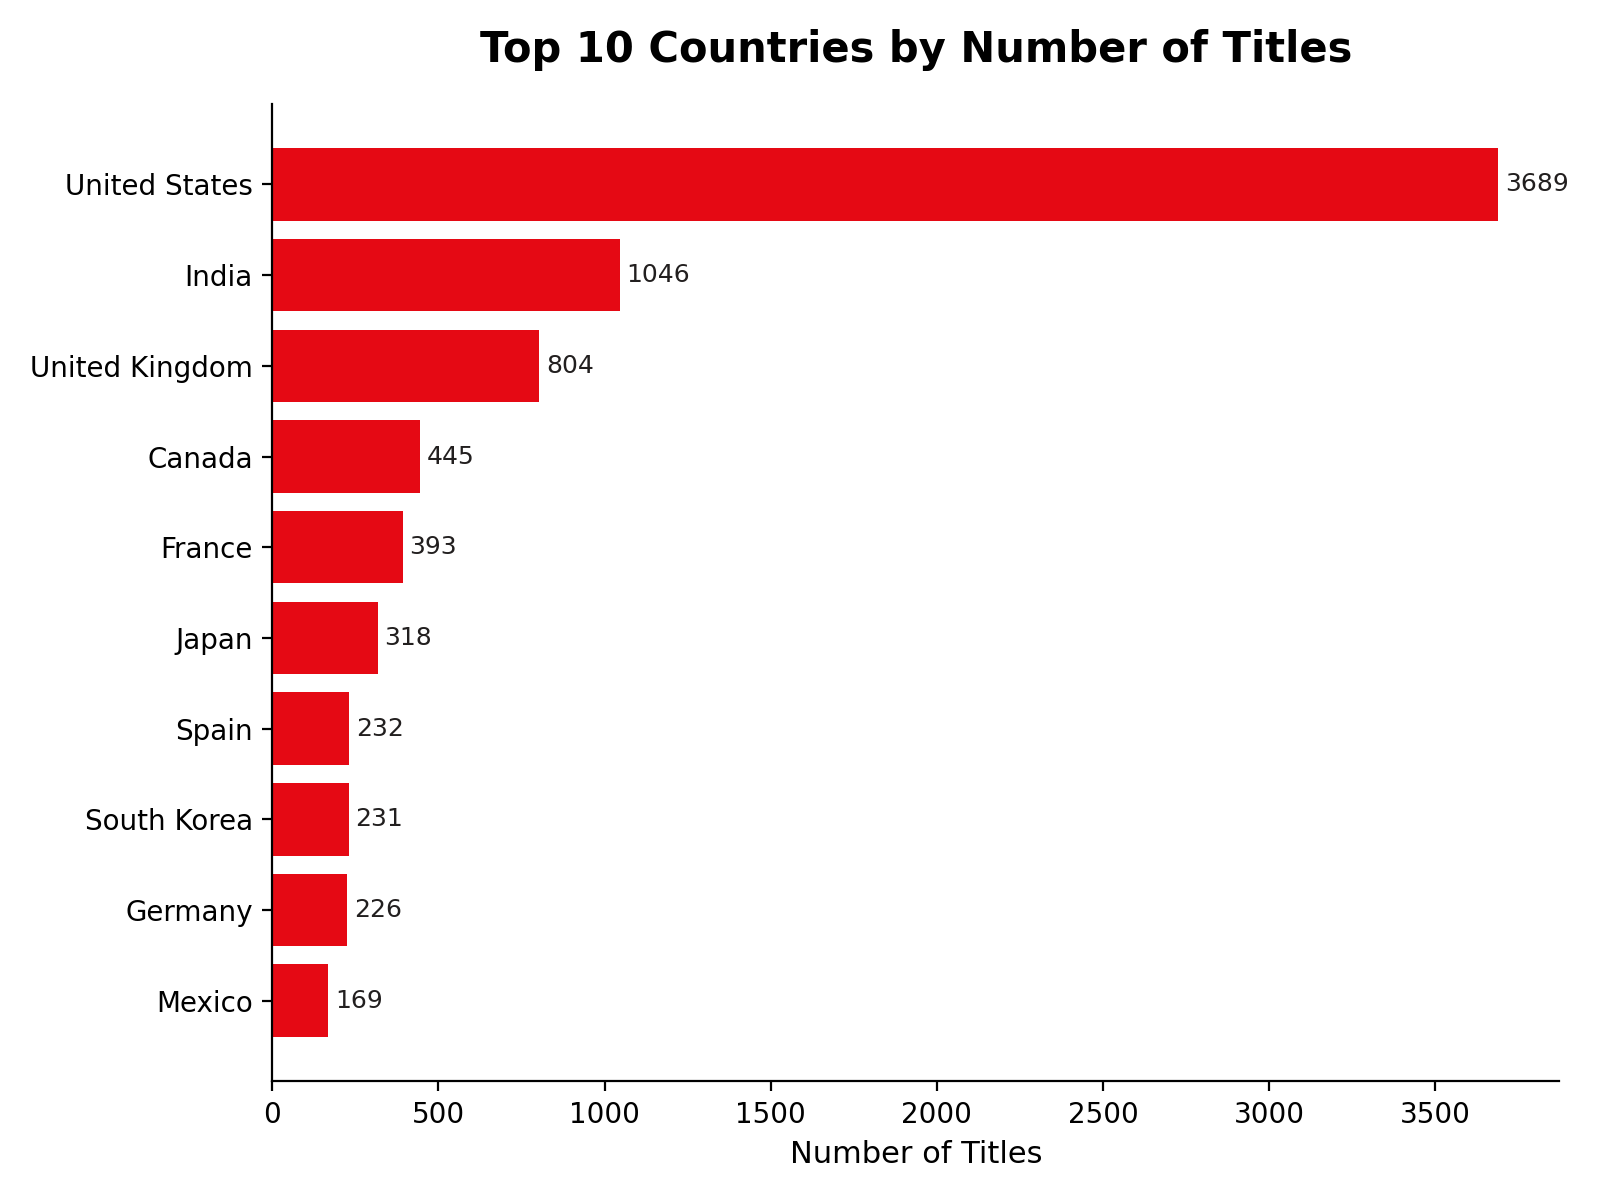 Top 10 Countries by Number of Titles
United States 3689
India 1046
United Kingdom 804
Canada 445
France 393
Japan 318
Spain 232
South Korea 231
Germany 226
Mexico 169
0 500 1000 1500 2000 2500 3000 3500
Number of Titles